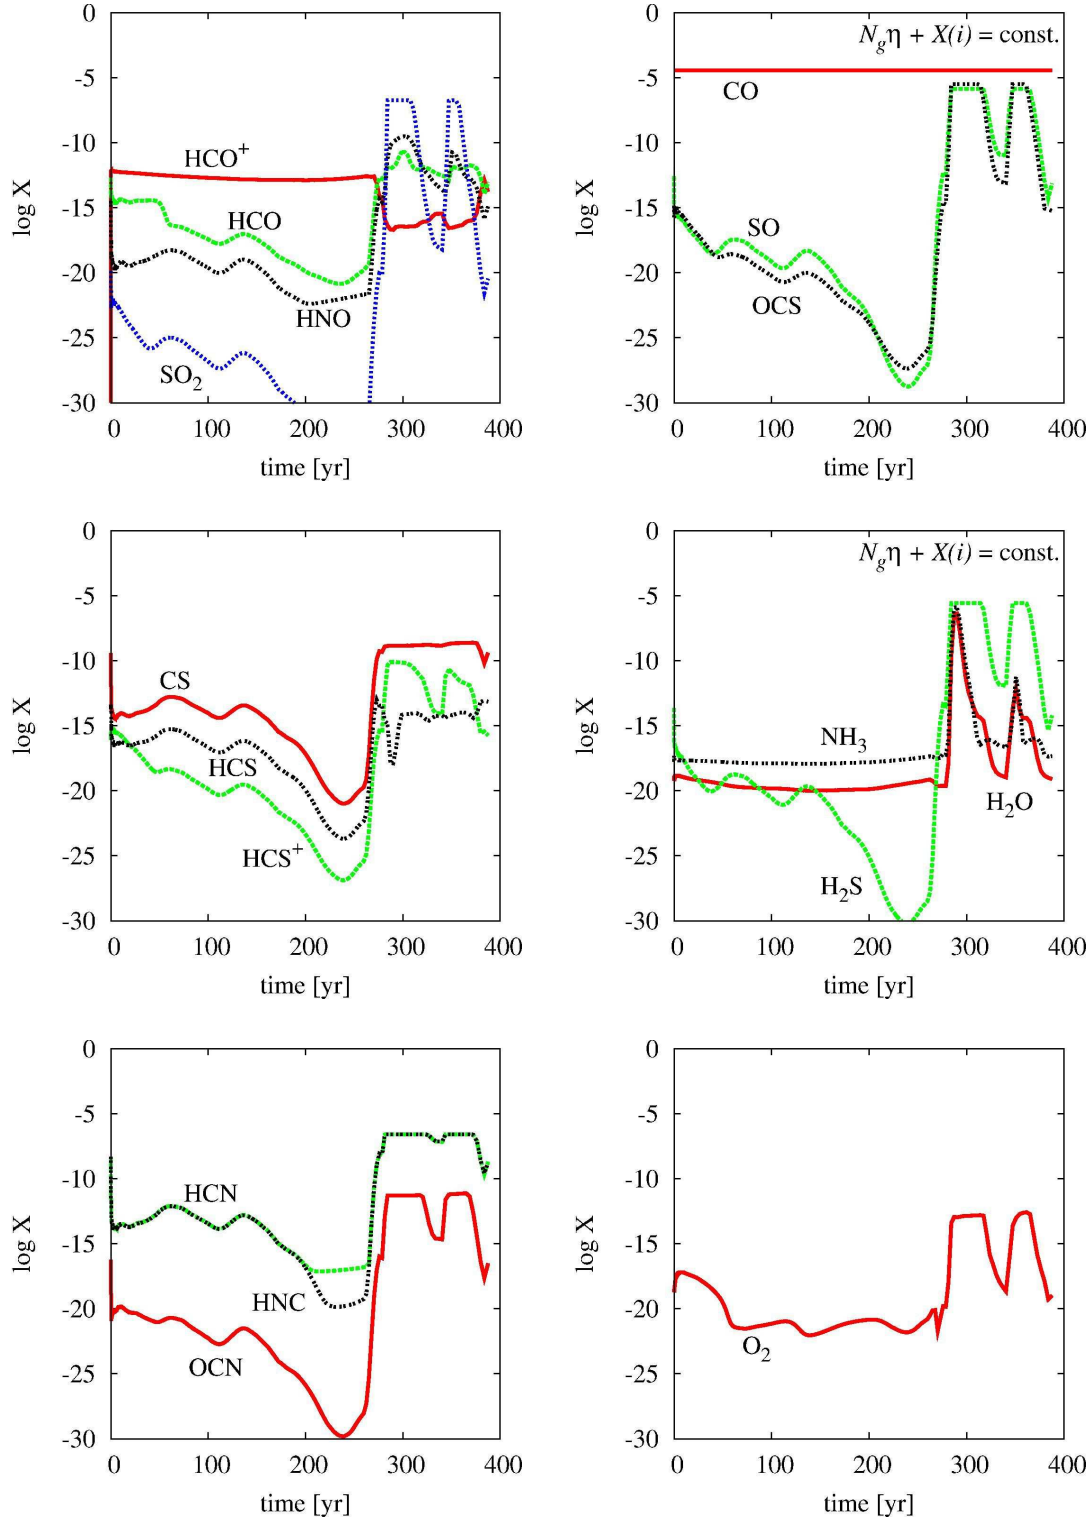 0
-5
-10
-15
-20
-25
-30
log X
HCO+
HCO
HNO
SO2
0 100 200 300 400
time [yr]
0
-5
-10
-15
-20
-25
-30
log X
Ngη + X(i) = const.
CO
SO
OCS
0 100 200 300 400
time [yr]
0
-5
-10
-15
-20
-25
-30
log X
CS
HCS
HCS+
0 100 200 300 400
time [yr]
0
-5
-10
-15
-20
-25
-30
log X
Ngη + X(i) = const.
NH3
H2O
H2S
0 100 200 300 400
time [yr]
0
-5
-10
-15
-20
-25
-30
log X
HCN
HNC
OCN
0 100 200 300 400
time [yr]
0
-5
-10
-15
-20
-25
-30
log X
O2
0 100 200 300 400
time [yr]